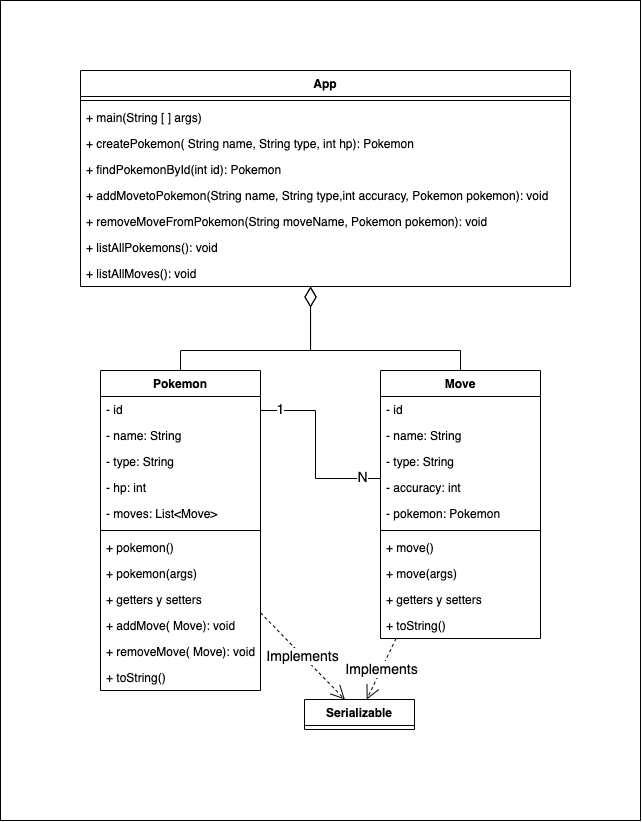 App
+ main(String [ ] args)
+ createPokemon( String name, String type, int hp): Pokemon
+ findPokemonById(int id): Pokemon
+ addMovetoPokemon(String name, String type,int accuracy, Pokemon pokemon): void
+ removeMoveFromPokemon(String moveName, Pokemon pokemon): void
+ listAllPokemons(): void
+ listAllMoves(): void
Pokemon
- id
- name: String
- type: String
- hp: int
- moves: List<Move>
+ pokemon()
+ pokemon(args)
+ getters y setters
+ addMove( Move): void
+ removeMove( Move): void
+ toString()
1
N
Move
- id
- name: String
- type: String
- accuracy: int
- pokemon: Pokemon
+ move()
+ move(args)
+ getters y setters
+ toString()
Implements
Implements
Serializable